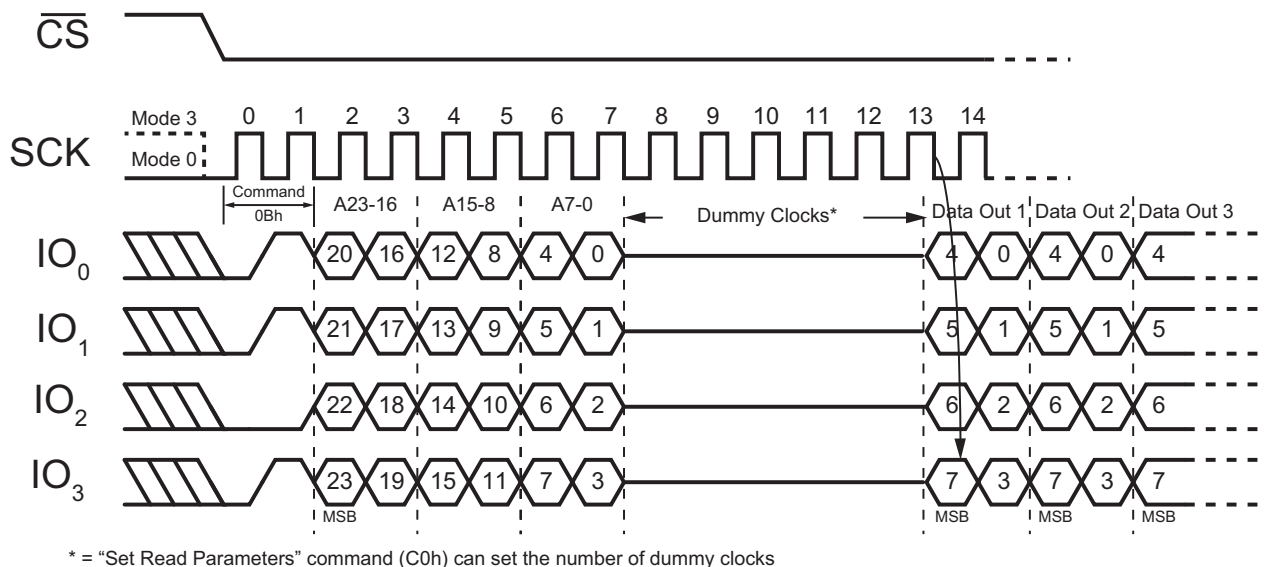 CS
Mode 3 0 1 2 3 4 5 6 7 8 9 10 11 12 13 14
SCK
Mode 0
Command
0Bh
A23-16 A15-8 A7-0 Dummy Clocks* Data Out 1 Data Out 2 Data Out 3
IO0 20 16 12 8 4 0 4 0 4 0 4
IO1 21 17 13 9 5 1 5 1 5 1 5
IO2 22 18 14 10 6 2 6 2 6 2 6
IO3 23 19 15 11 7 3 7 3 7 3 7
MSB MSB MSB MSB
* = “Set Read Parameters” command (C0h) can set the number of dummy clocks